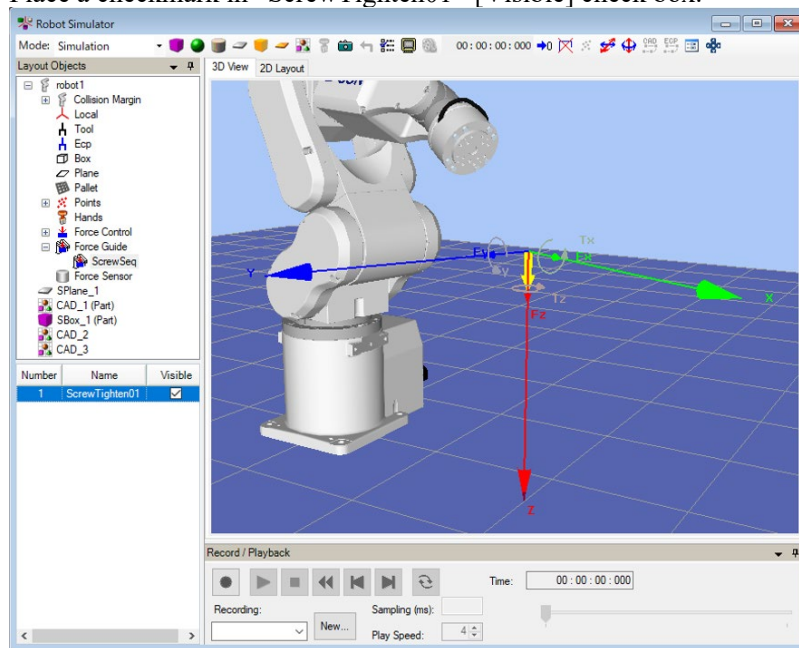 Place a checkmark in "ScrewTighten01" [Visible] check box.
Robot Simulator
Mode: Simulation
00 : 00 : 00 : 000
Layout Objects
3D View 2D Layout
robot1
Collision Margin
Local
Tool
Ecp
Box
Plane
Pallet
Points
Hands
Force Control
Force Guide
ScrewSeq
Force Sensor
SPlane_1
CAD_1 (Part)
SBox_1 (Part)
CAD_2
CAD_3
Number Name Visible
1 ScrewTighten01
Y
Fy
Tx
Fx
X
Tz
Fz
Z
Record / Playback
Time: 00 : 00 : 00 : 000
Recording:
New...
Sampling (ms):
Play Speed: 4